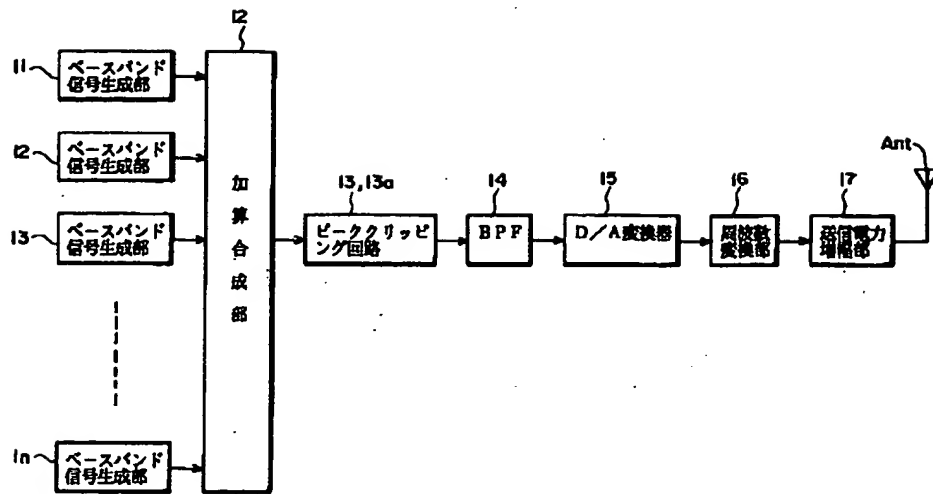 12
11
ベースバンド
信号生成部
12
ベースバンド
信号生成部
13
ベースバンド
信号生成部
1n
ベースバンド
信号生成部
加算合成部
13,13a
ピーククリッピ
ング回路
14
BPF
15
D/A変換器
16
周波数
変換部
17
送信電力
増幅部
Ant